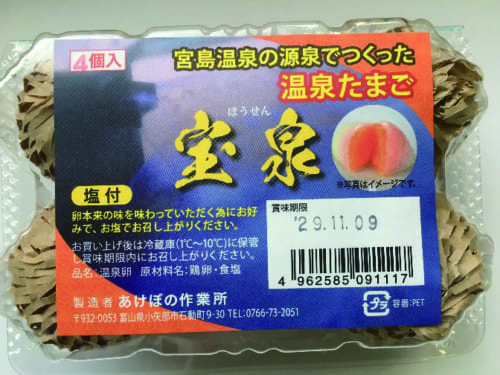 4個入
宮島温泉の源泉でつくった
温泉たまご
ほうせん
宝泉
※写真はイメージです。
塩付
卵本来の味を味わっていただく為にお好
みで、お塩でお召し上がりください。
お買い上げ後は冷蔵庫(1℃~10℃)に保管
し賞味期限内にお召し上がりください。
品名:温泉卵 原材料名:鶏卵・食塩
賞味期限
'29.11.09
4 962585 091117
製造者 あけぼの作業所
〒932-0053 富山県小矢部市石動町9-30 TEL.0766-73-2051
プラ 容器:PET